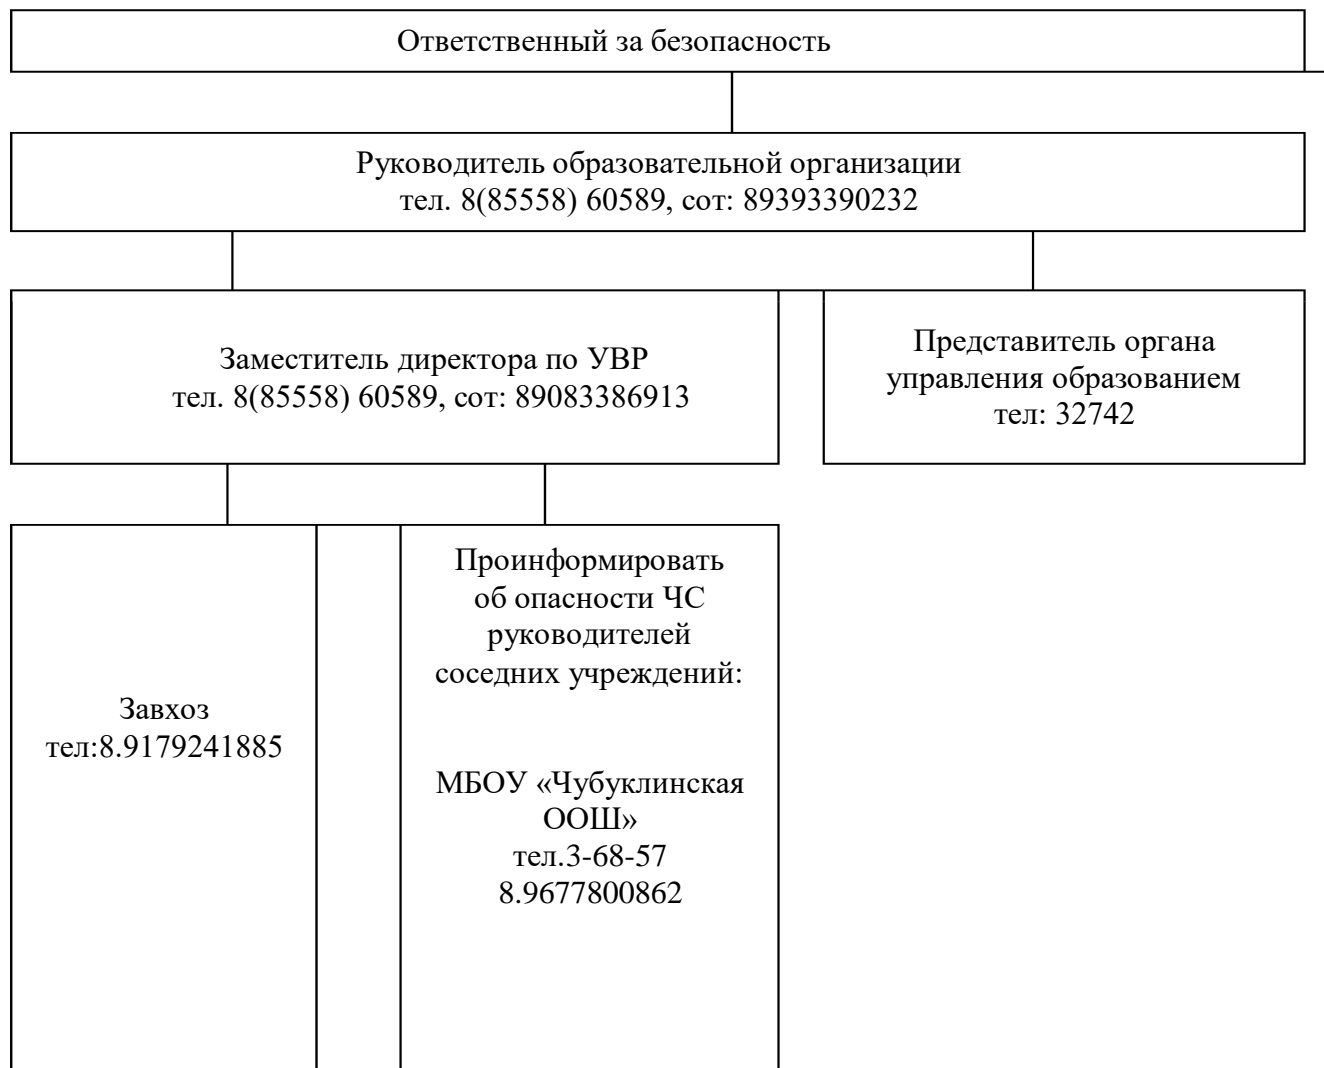 Ответственный за безопасность
Руководитель образовательной организации
тел. 8(85558) 60589, сот: 89393390232
Заместитель директора по УВР
тел. 8(85558) 60589, сот: 89083386913
Представитель органа
управления образованием
тел: 32742
Завхоз
тел:8.9179241885
Проинформировать
об опасности ЧС
руководителей
соседних учреждений:
МБОУ «Чубуклинская
ООШ»
тел.3-68-57
8.9677800862